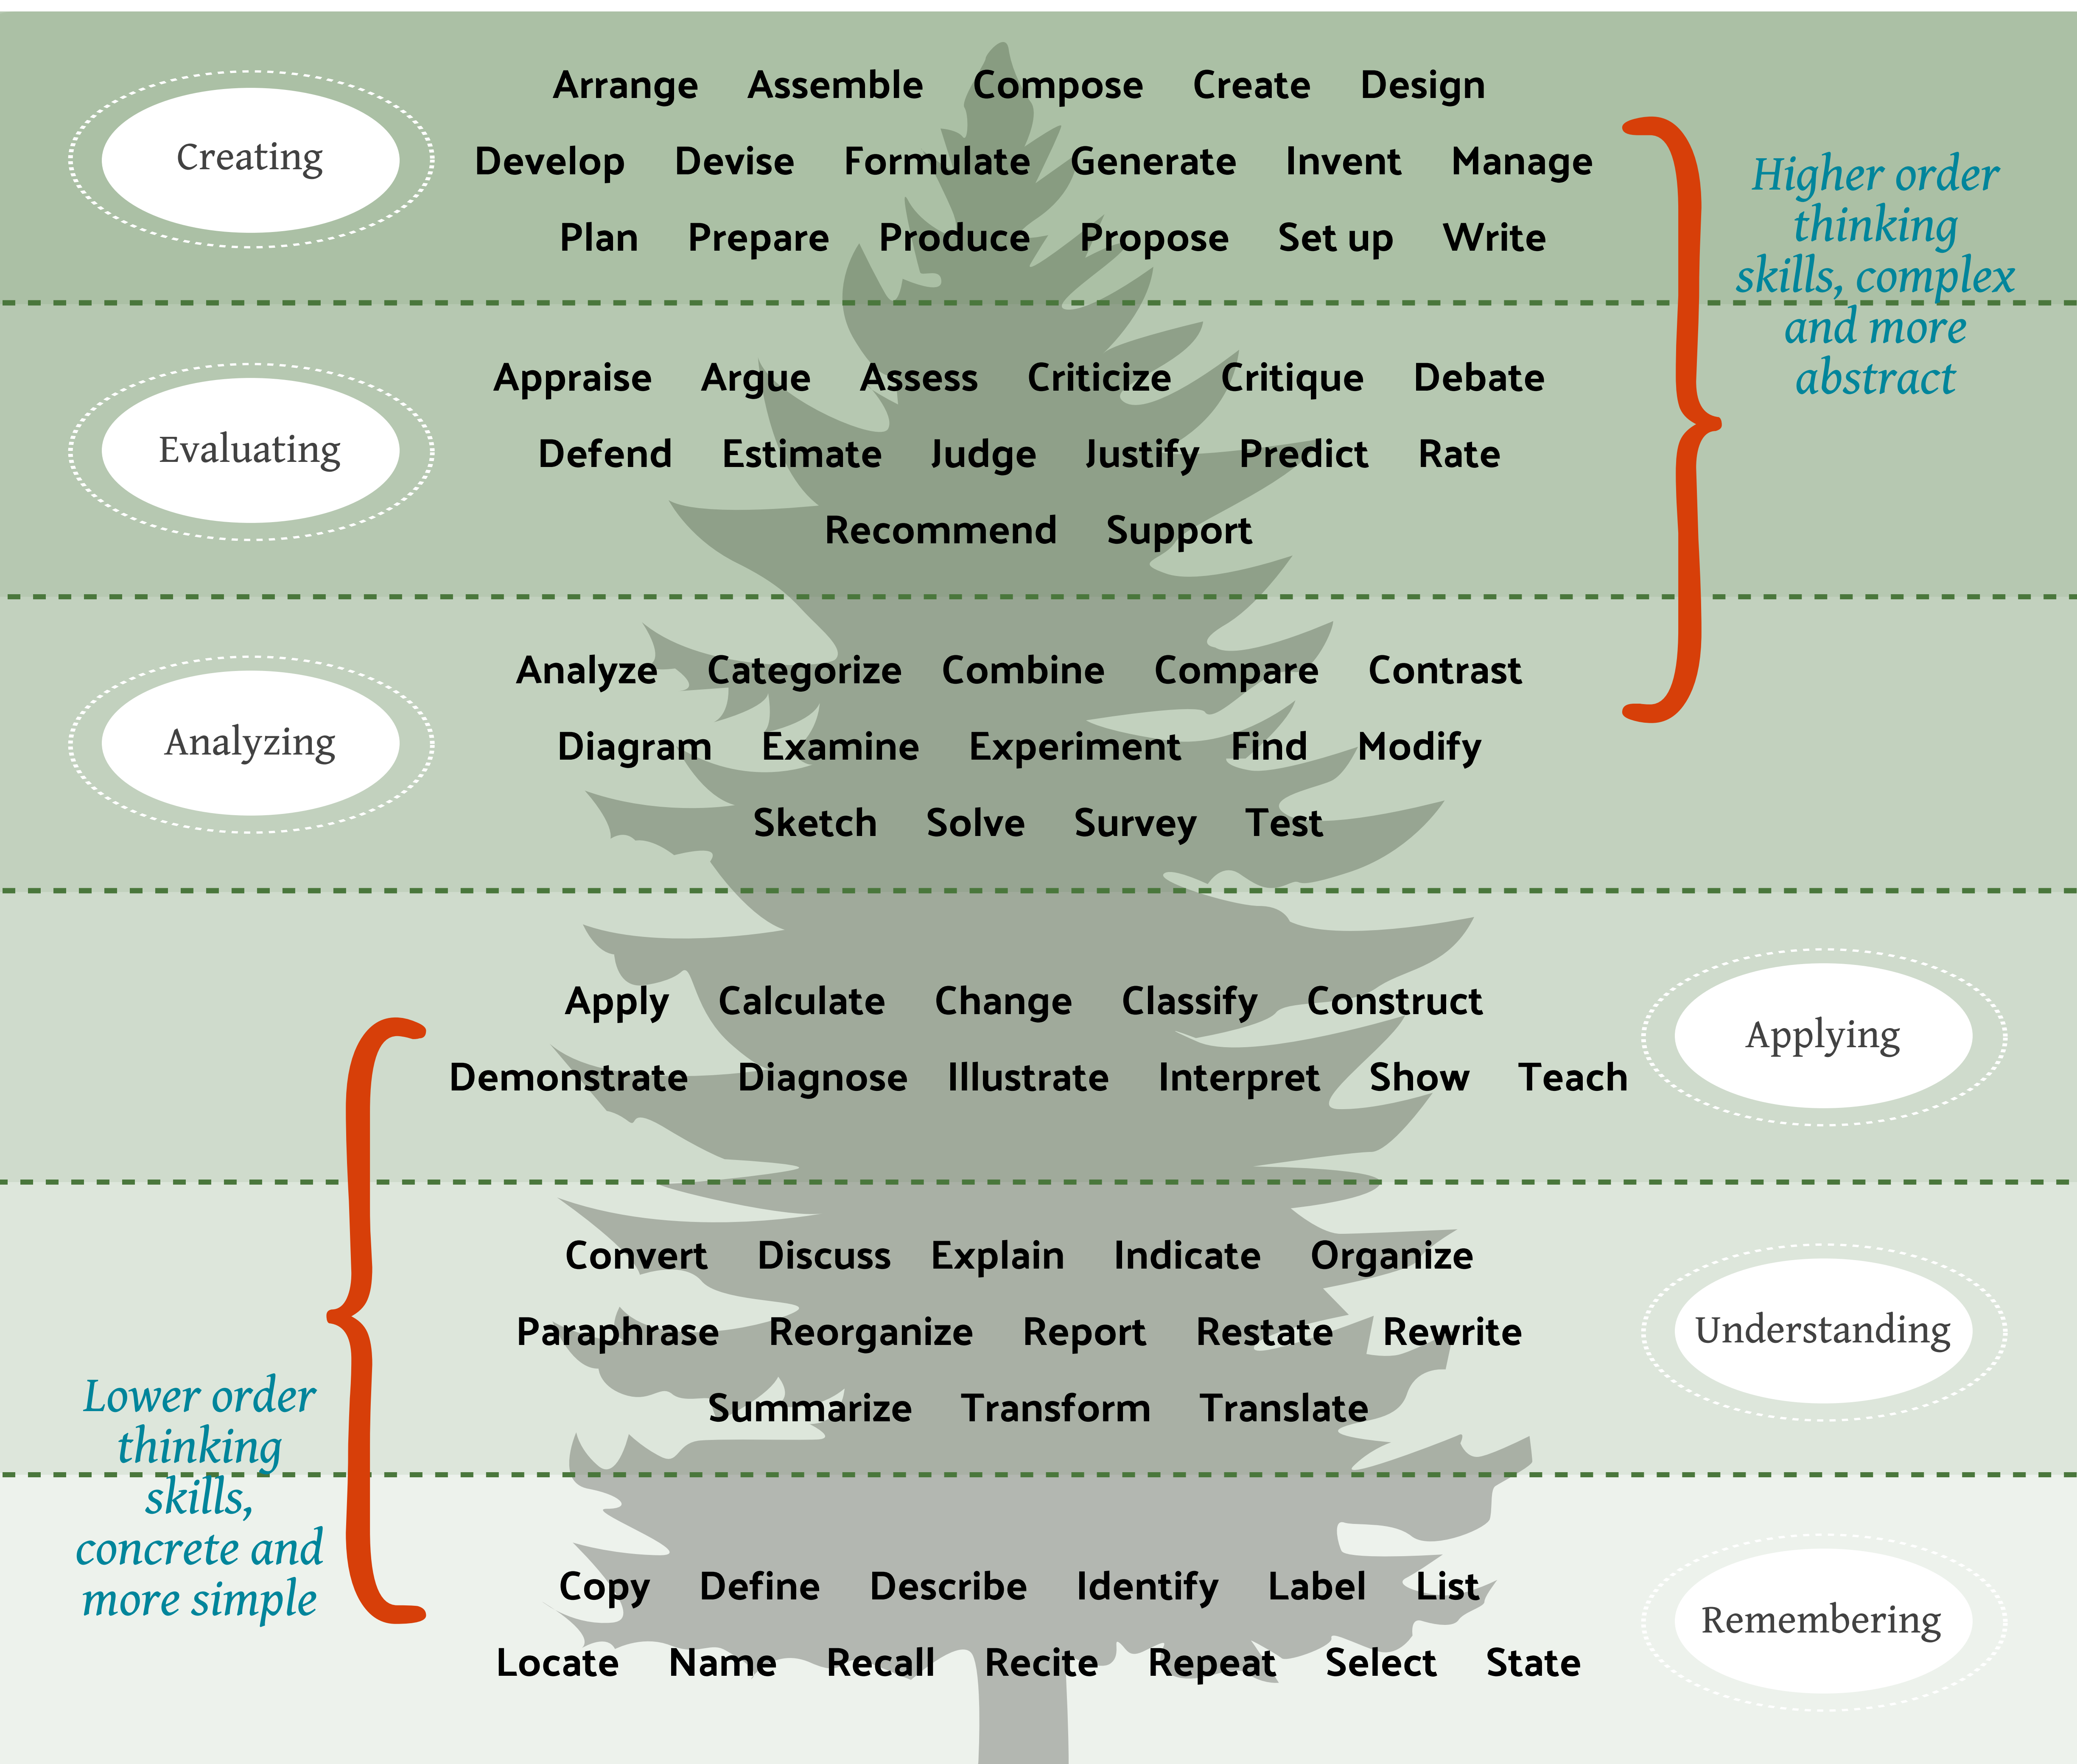 Creating
Arrange Assemble Compose Create Design
Develop Devise Formulate Generate Invent Manage
Plan Prepare Produce Propose Set up Write
Higher order
thinking
skills, complex
and more
abstract
Evaluating
Appraise Argue Assess Criticize Critique Debate
Defend Estimate Judge Justify Predict Rate
Recommend Support
Analyzing
Analyze Categorize Combine Compare Contrast
Diagram Examine Experiment Find Modify
Sketch Solve Survey Test
Applying
Apply Calculate Change Classify Construct
Demonstrate Diagnose Illustrate Interpret Show Teach
Understanding
Convert Discuss Explain Indicate Organize
Paraphrase Reorganize Report Restate Rewrite
Summarize Transform Translate
Lower order
thinking
skills,
concrete and
more simple
Remembering
Copy Define Describe Identify Label List
Locate Name Recall Recite Repeat Select State